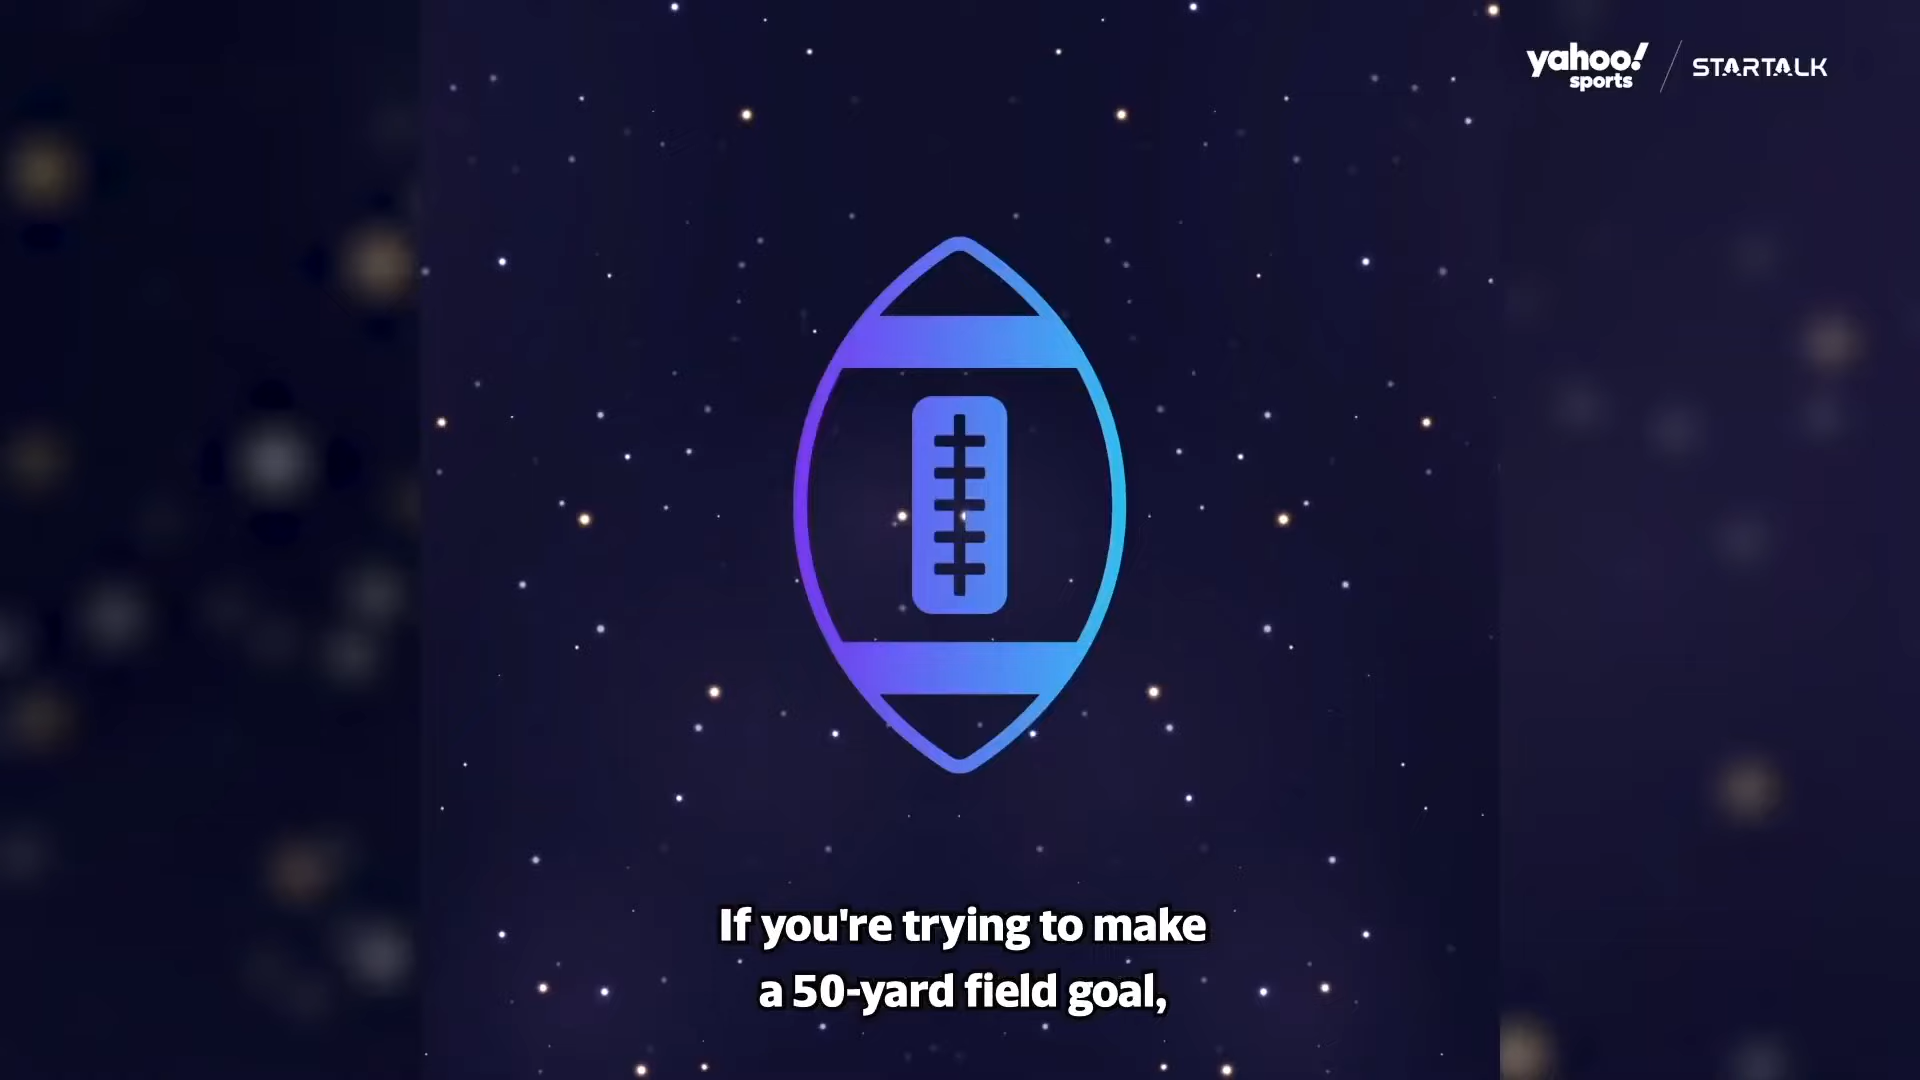 yahoo!
sports
STARTALK
If you're trying to make
a 50-yard field goal,